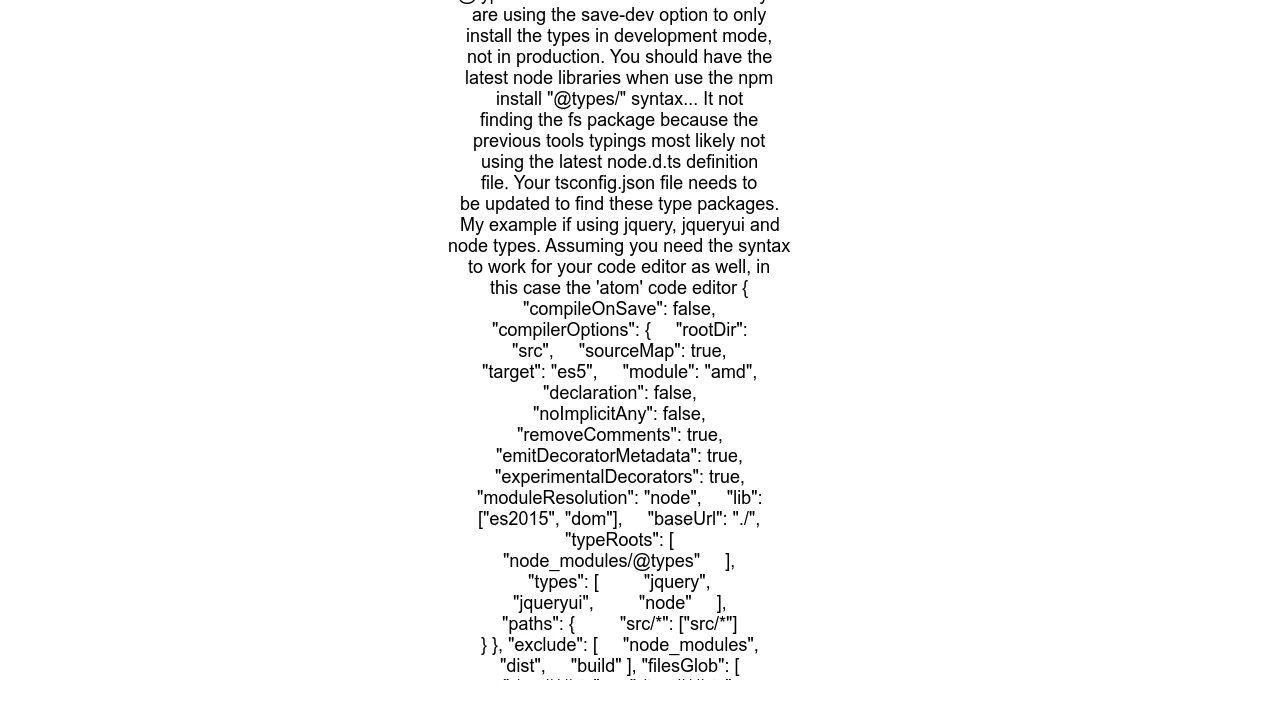 are using the save-dev option to only
install the types in development mode,
not in production. You should have the
latest node libraries when use the npm
install "@types/" syntax... It not
finding the fs package because the
previous tools typings most likely not
using the latest node.d.ts definition
file. Your tsconfig.json file needs to
be updated to find these type packages.
My example if using jquery, jqueryui and
node types. Assuming you need the syntax
to work for your code editor as well, in
this case the 'atom' code editor {
"compileOnSave": false,
"compilerOptions": {     "rootDir":
"src",     "sourceMap": true,
"target": "es5",     "module": "amd",
"declaration": false,
"noImplicitAny": false,
"removeComments": true,
"emitDecoratorMetadata": true,
"experimentalDecorators": true,
"moduleResolution": "node",     "lib":
["es2015", "dom"],     "baseUrl": "./",
"typeRoots": [
"node_modules/@types"     ],
"types": [         "jquery",
"jqueryui",         "node"     ],
"paths": {         "src/*": ["src/*"]
} }, "exclude": [     "node_modules",
"dist",     "build" ], "filesGlob": [